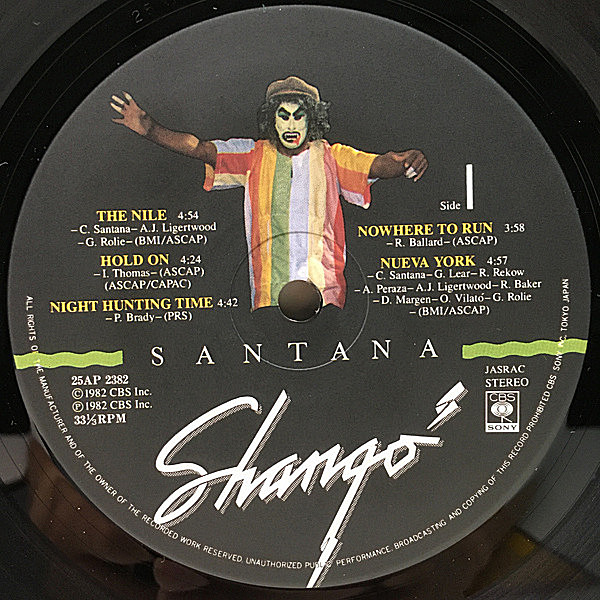 THE NILE 4:54
–C. Santana–A.J. Ligertwood
–G. Rolie–(BMI/ASCAP)
HOLD ON 4:24
–I. Thomas–(ASCAP)
(ASCAP/CAPAC)
NIGHT HUNTING TIME 4:42
–P. Brady–(PRS)
Side 1
NOWHERE TO RUN 3:58
–R. Ballard–(ASCAP)
NUEVA YORK 4:57
–C. Santana–G. Lear–R. Rekow
–A. Peraza–A.J. Ligertwood–R. Baker
–D. Margen–O. Vilató–G. Rolie
–(BMI/ASCAP)
SANTANA
25AP 2382
Ⓒ1982 CBS Inc.
Ⓟ1982 CBS Inc.
33⅓RPM
JASRAC
STEREO
CBS
SONY
Shangó
ALL RIGHTS OF THE MANUFACTURER AND OF THE OWNER OF THE RECORDED WORK RESERVED. UNAUTHORIZED PUBLIC PERFORMANCE, BROADCASTING AND COPYING OF THIS RECORD PROHIBITED CBS SONY INC. TOKYO JAPAN